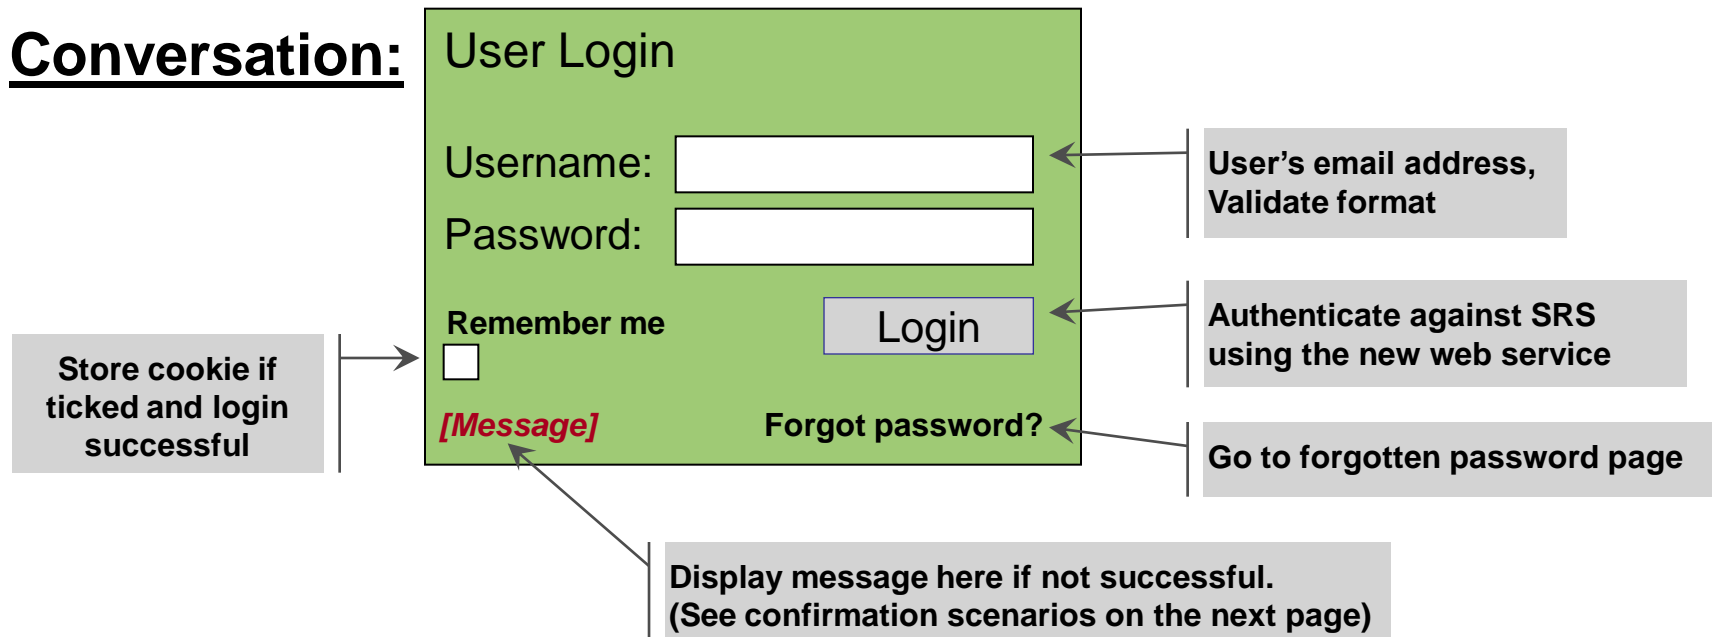 Conversation:
User Login
Username:
Password:
Remember me
Login
[Message]
Forgot password?
User’s email address,
Validate format
Authenticate against SRS
using the new web service
Store cookie if
ticked and login
successful
Go to forgotten password page
Display message here if not successful.
(See confirmation scenarios on the next page)